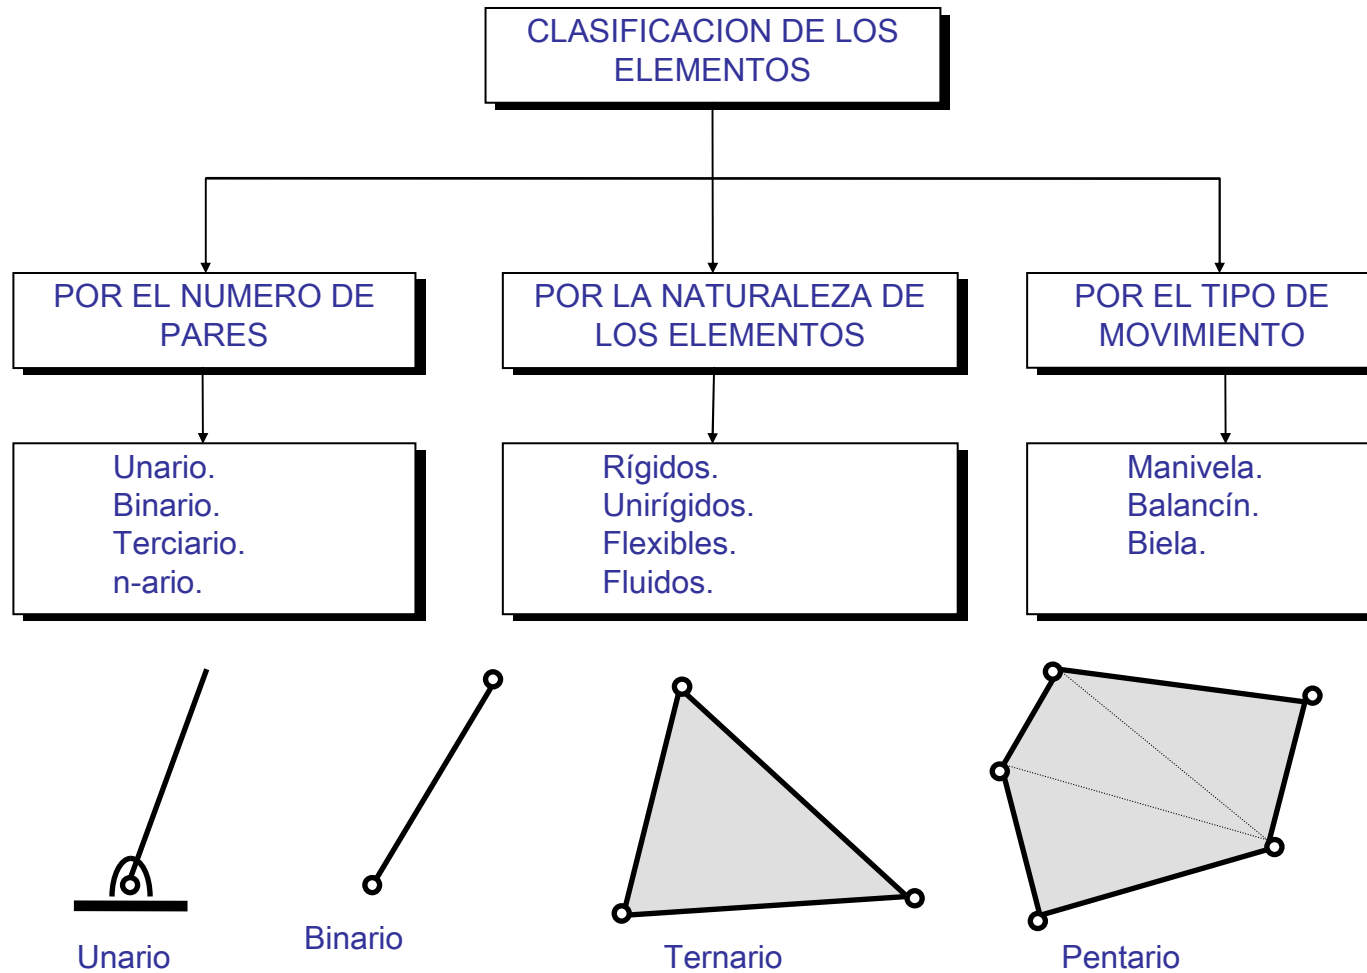 CLASIFICACION DE LOS
ELEMENTOS
POR EL NUMERO DE
PARES
POR LA NATURALEZA DE
LOS ELEMENTOS
POR EL TIPO DE
MOVIMIENTO
Unario.
Binario.
Terciario.
n-ario.
Rígidos.
Unirígidos.
Flexibles.
Fluidos.
Manivela.
Balancín.
Biela.
Unario
Binario
Ternario
Pentario